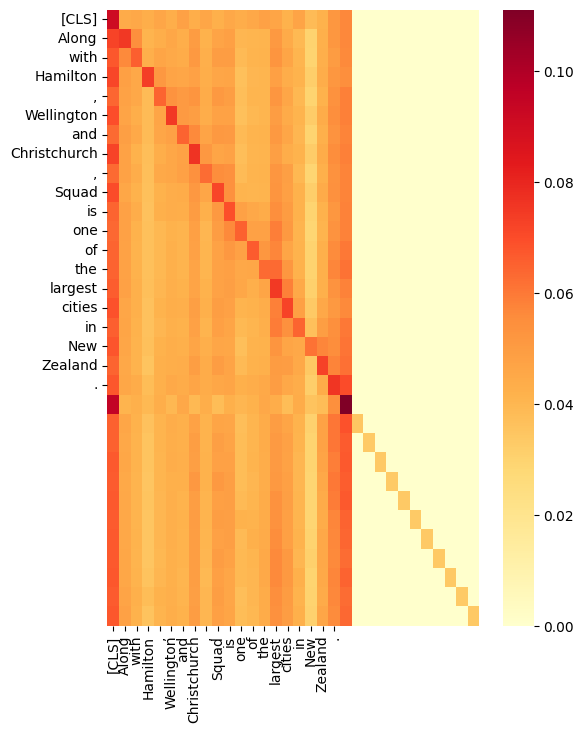 [CLS]
Along
with
Hamilton
,
Wellington
and
Christchurch
,
Squad
is
one
of
the
largest
cities
in
New
Zealand
.
0.10
0.08
0.06
0.04
0.02
0.00
[CLS]
Along
with
Hamilton
,
Wellington
and
Christchurch
,
Squad
is
one
of
the
largest
cities
in
New
Zealand
.